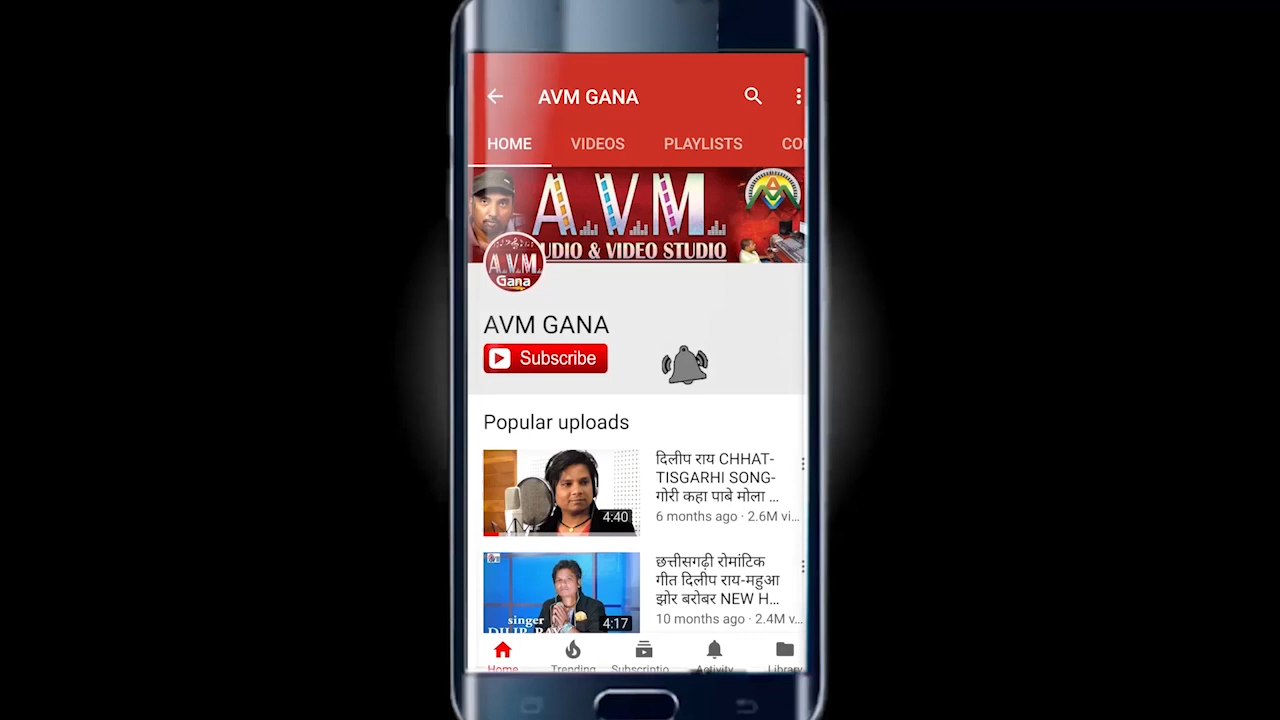 AVM GANA
HOME VIDEOS PLAYLISTS
A.V.M.
UDIO & VIDEO STUDIO
A.V.M.
Gana
AVM GANA
Subscribe
Popular uploads
दिलीप राय CHHAT-
TISGARHI SONG-
गोरी कहा पाबे मोला ...
6 months ago · 2.6M vi...
4:40
छत्तीसगढ़ी रोमांटिक
गीत दिलीप राय-महुआ
झोर बरोबर NEW H...
10 months ago · 2.4M v...
singer
DILIP RAY
4:17
Home Trending Subscriptio Activity Library